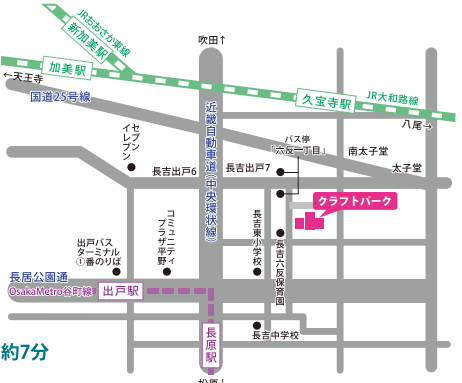 JRおおさか東線
新加美駅
吹田↑
加美駅
←天王寺
国道25号線
久宝寺駅
JR大和路線
八尾→
近畿自動車道(中央環状線)
セブン
イレブン
バス停
「六反一丁目」
南太子堂
太子堂
長吉出戸6
長吉出戸7
クラフトパーク
コミュニティ
プラザ平野
長吉東小学校
長吉六反保育園
出戸バス
ターミナル
①番のりば
長居公園通
OsakaMetro谷町線
出戸駅
長原駅
長吉中学校
約7分
松原↓